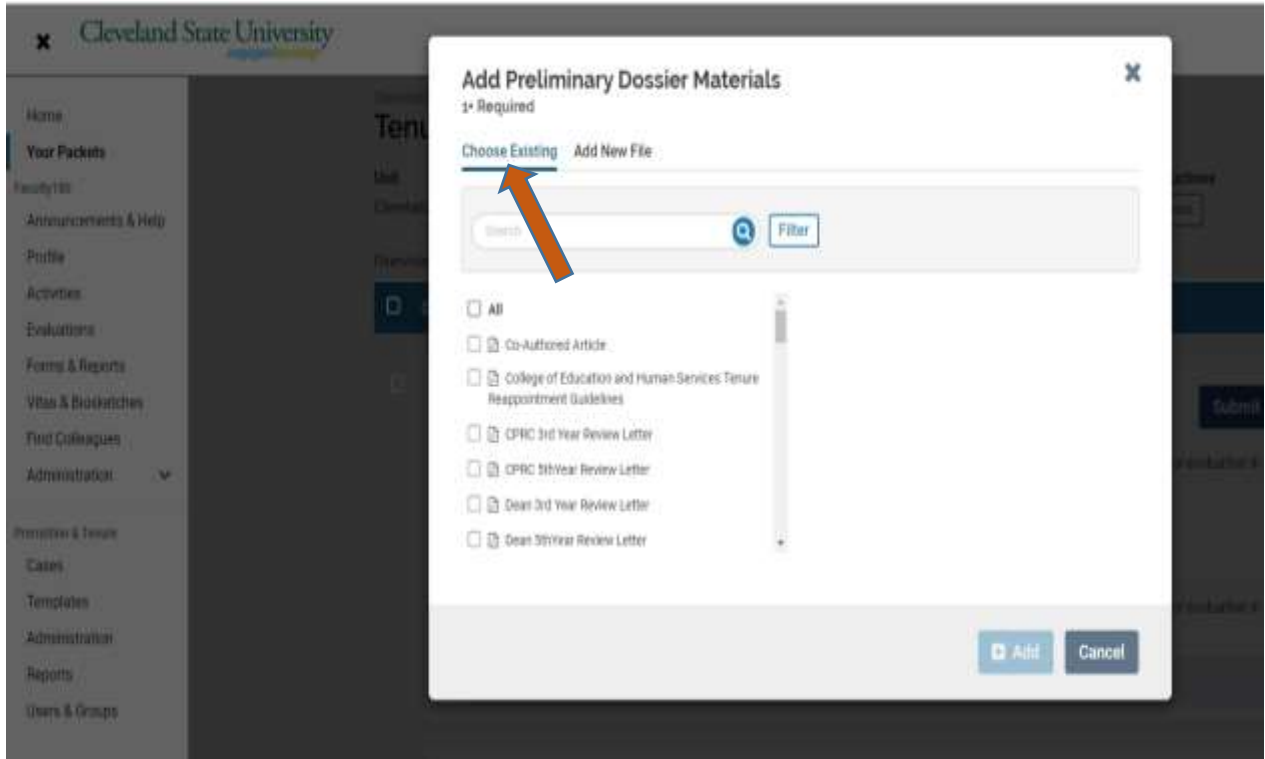 Cleveland State University
Home
Your Packets
Faculty180
Announcements & Help
Profile
Activities
Evaluations
Forms & Reports
Vitas & Biosketches
Find Colleagues
Administration
Promotion & Tenure
Cases
Templates
Administration
Reports
Users & Groups
Tenu
Unit
Add Preliminary Dossier Materials
1+ Required
Choose Existing Add New File
Search Filter
All
Co-Authored Article
College of Education and Human Services Tenure
Reappointment Guidelines
CPRC 3rd Year Review Letter
CPRC 5thYear Review Letter
Dean 3rd Year Review Letter
Dean 5thYear Review Letter
Add Cancel
Submit